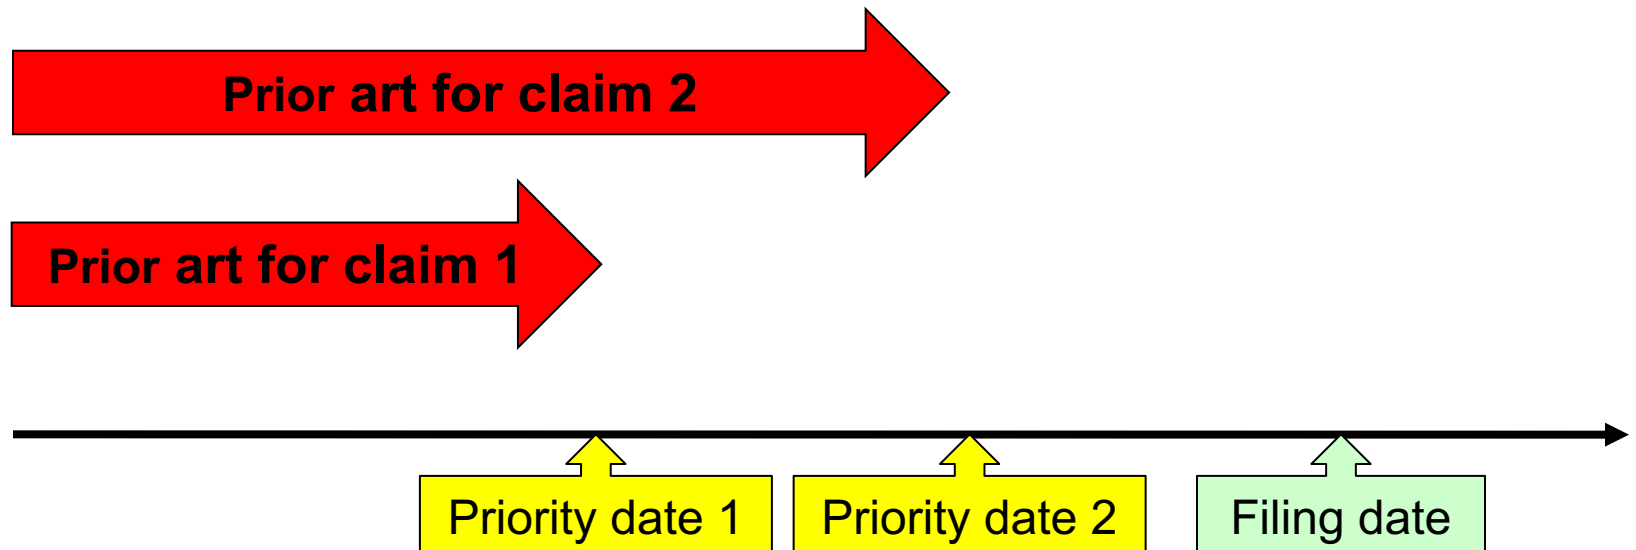 Prior art for claim 2
Prior art for claim 1
Priority date 1
Priority date 2
Filing date